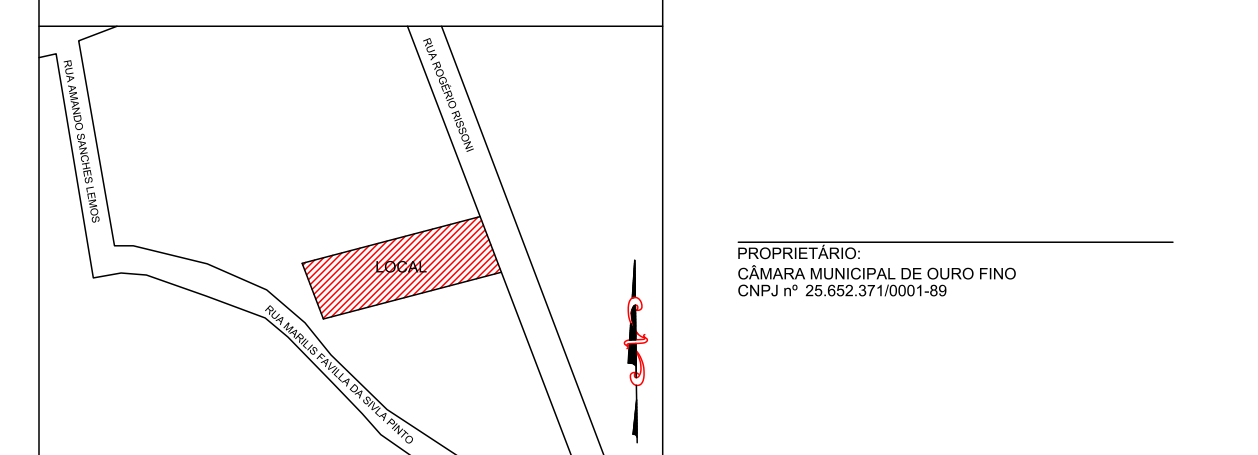 RUA AMANDO SANCHES LEMOS
RUA ROGÉRIO RISSONI
LOCAL
RUA MARILIS FAVILLA DA SIVLA PINTO
PROPRIETÁRIO:
CÂMARA MUNICIPAL DE OURO FINO
CNPJ nº 25.652.371/0001-89